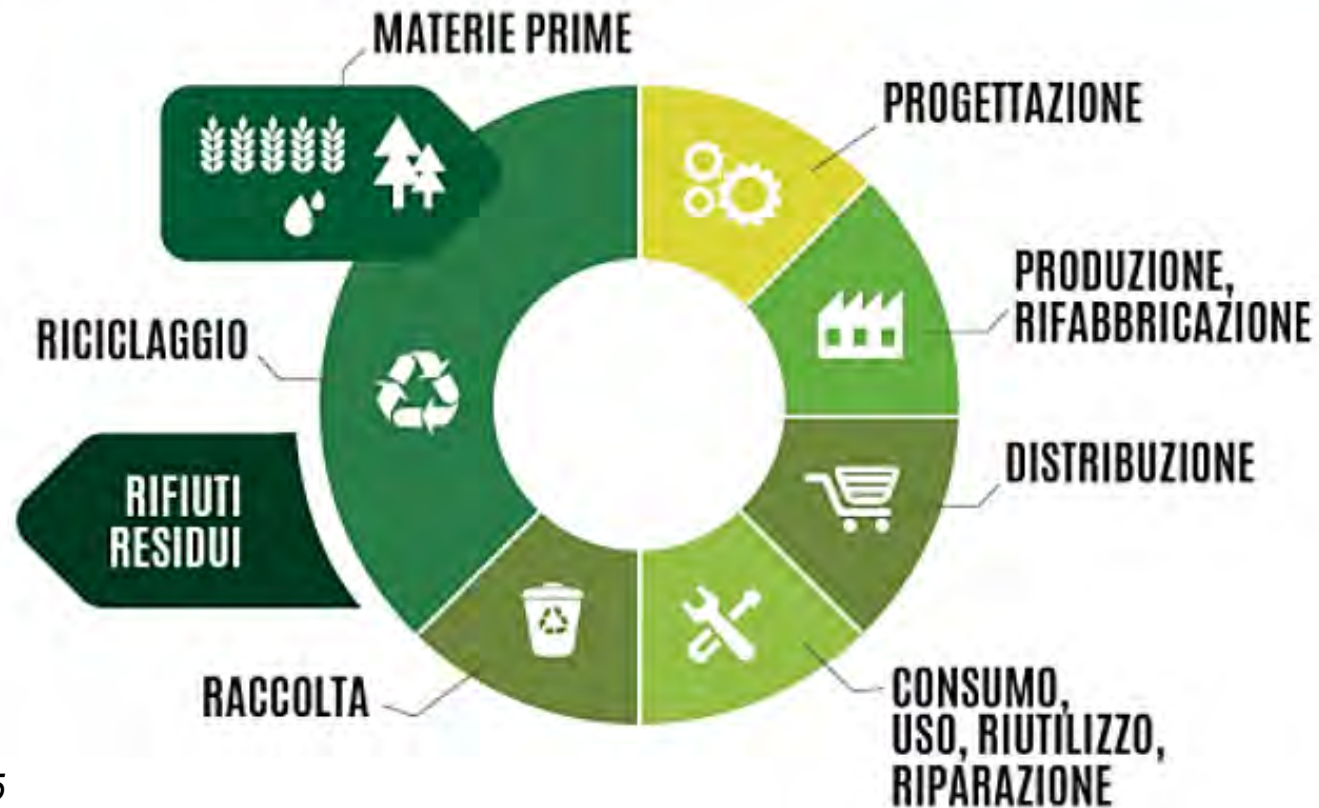 MATERIE PRIME
PROGETTAZIONE
PRODUZIONE,
RIFABBRICAZIONE
DISTRIBUZIONE
CONSUMO,
USO, RIUTILIZZO,
RIPARAZIONE
RACCOLTA
RICICLAGGIO
RIFIUTI
RESIDUI